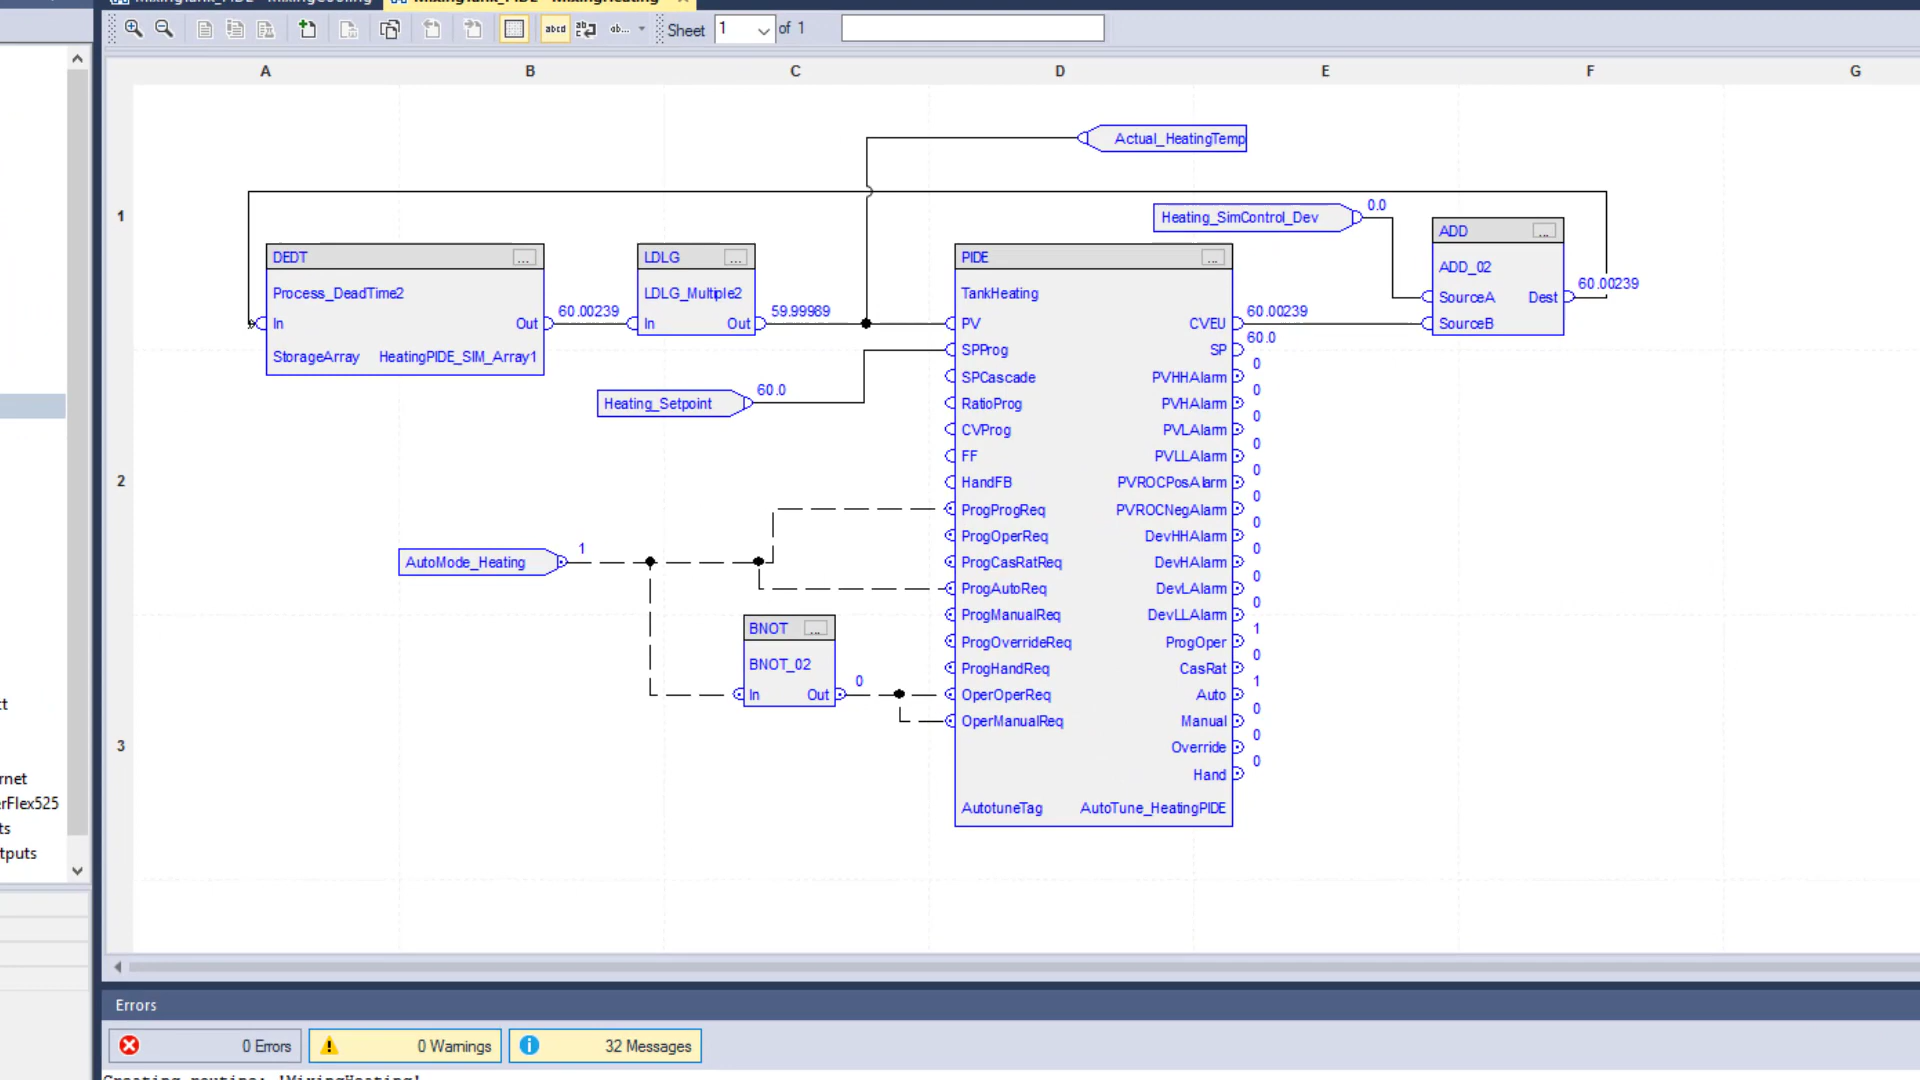 Sheet 1 of 1
A B C D E F G
1
2
3
Actual_HeatingTemp
Heating_SimControl_Dev 0.0
DEDT ...
Process_DeadTime2
In Out 60.00239
StorageArray HeatingPIDE_SIM_Array1
LDLG ...
LDLG_Multiple2
In Out 59.99989
Heating_Setpoint 60.0
AutoMode_Heating 1
BNOT ...
BNOT_02
In Out 0
PIDE ...
TankHeating
PV CVEU 60.00239
SPProg SP 60.0
SPCascade PVHHAlarm 0
RatioProg PVHAlarm 0
CVProg PVLAlarm 0
FF PVLLAlarm 0
HandFB PVROCPosAlarm 0
ProgProgReq PVROCNegAlarm 0
ProgOperReq DevHHAlarm 0
ProgCasRatReq DevHAlarm 0
ProgAutoReq DevLAlarm 0
ProgManualReq DevLLAlarm 0
ProgOverrideReq ProgOper 1
ProgHandReq CasRat 0
OperOperReq Auto 1
OperManualReq Manual 0
Override 0
Hand 0
AutotuneTag AutoTune_HeatingPIDE
ADD ...
ADD_02
SourceA Dest 60.00239
SourceB
ct
rnet
erFlex525
ts
tputs
Errors
0 Errors
0 Warnings
32 Messages